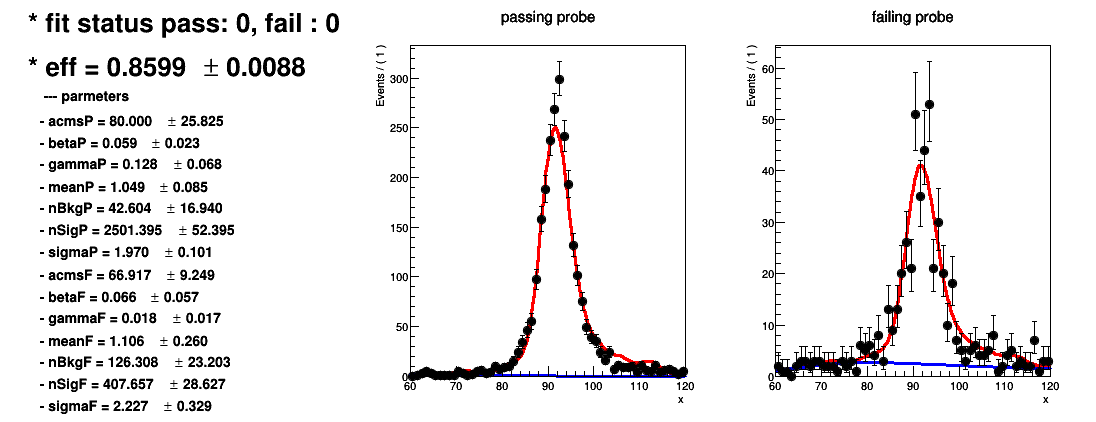 * fit status pass: 0, fail : 0
* eff = 0.8599 ± 0.0088
--- parmeters
- acmsP = 80.000 ± 25.825
- betaP = 0.059 ± 0.023
- gammaP = 0.128 ± 0.068
- meanP = 1.049 ± 0.085
- nBkgP = 42.604 ± 16.940
- nSigP = 2501.395 ± 52.395
- sigmaP = 1.970 ± 0.101
- acmsF = 66.917 ± 9.249
- betaF = 0.066 ± 0.057
- gammaF = 0.018 ± 0.017
- meanF = 1.106 ± 0.260
- nBkgF = 126.308 ± 23.203
- nSigF = 407.657 ± 28.627
- sigmaF = 2.227 ± 0.329
passing probe
Events / ( 1 )
300
250
200
150
100
50
0
60 70 80 90 100 110 120
x
failing probe
Events / ( 1 )
60
50
40
30
20
10
0
60 70 80 90 100 110 120
x